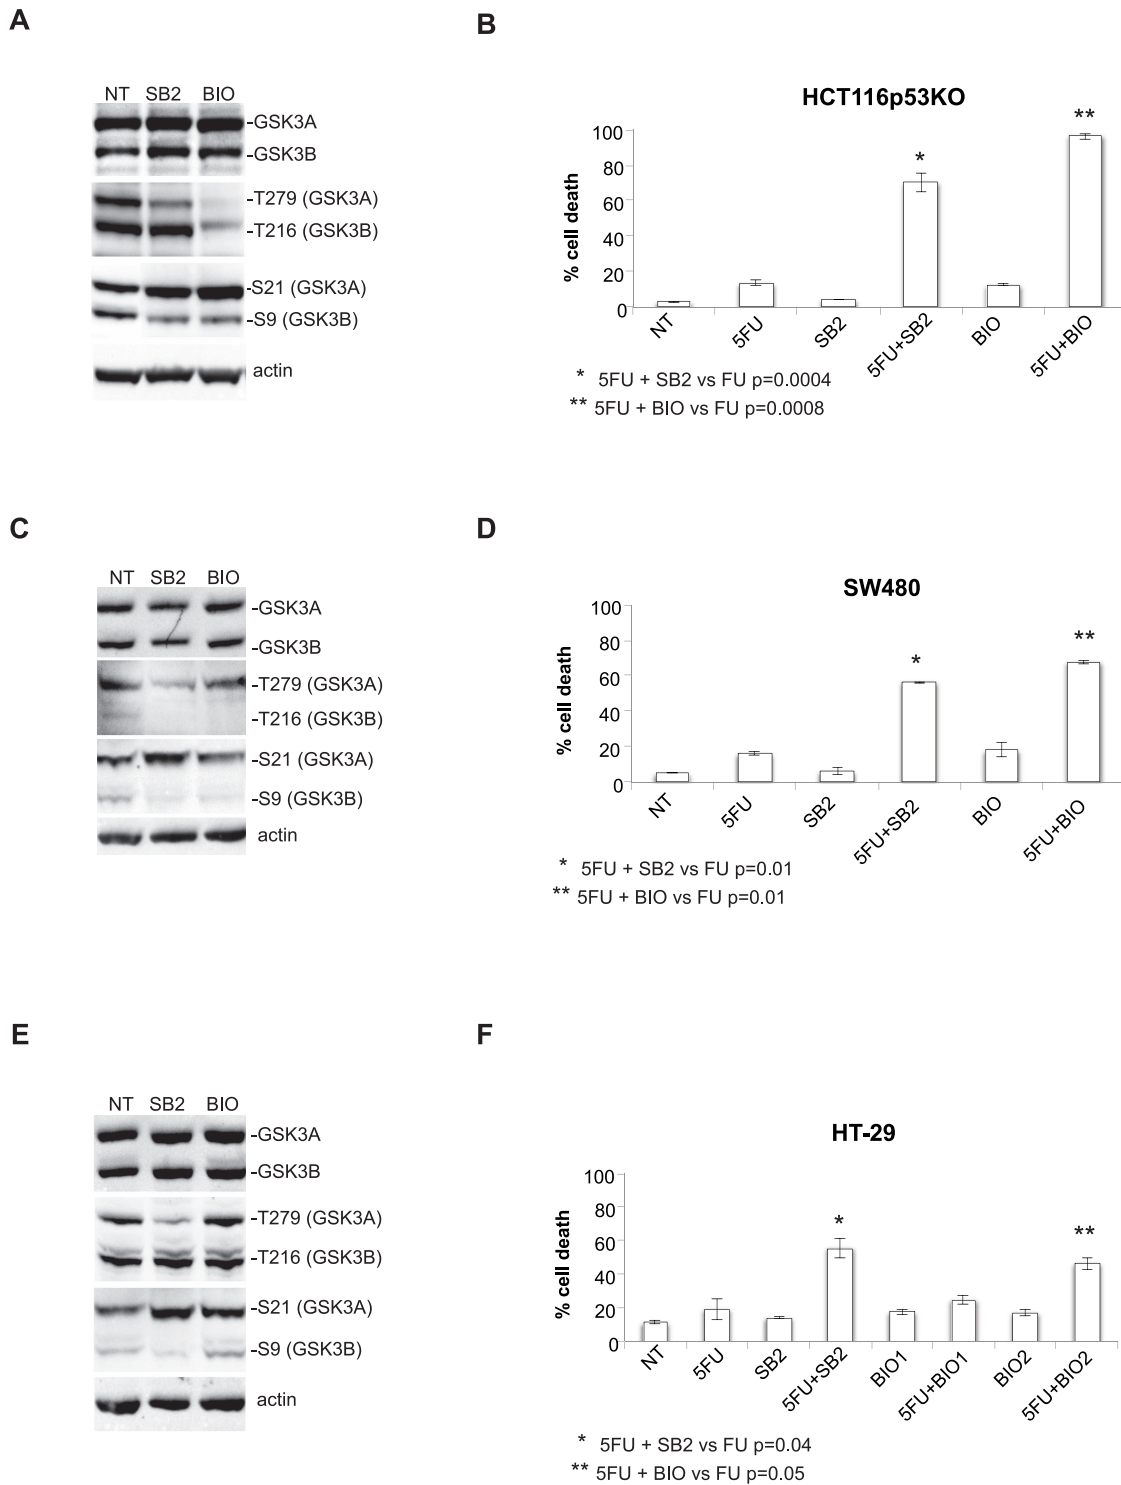 A
NT SB2 BIO
-GSK3A
-GSK3B
-T279 (GSK3A)
-T216 (GSK3B)
-S21 (GSK3A)
-S9 (GSK3B)
actin
B
HCT116p53KO
% cell death
100
80
60
40
20
0
NT 5FU SB2 5FU+SB2 BIO 5FU+BIO
*
**
* 5FU + SB2 vs FU p=0.0004
** 5FU + BIO vs FU p=0.0008
C
NT SB2 BIO
-GSK3A
-GSK3B
-T279 (GSK3A)
-T216 (GSK3B)
-S21 (GSK3A)
-S9 (GSK3B)
actin
D
SW480
% cell death
100
80
60
40
20
0
NT 5FU SB2 5FU+SB2 BIO 5FU+BIO
*
**
* 5FU + SB2 vs FU p=0.01
** 5FU + BIO vs FU p=0.01
E
NT SB2 BIO
-GSK3A
-GSK3B
-T279 (GSK3A)
-T216 (GSK3B)
-S21 (GSK3A)
-S9 (GSK3B)
actin
F
HT-29
% cell death
100
80
60
40
20
0
NT 5FU SB2 5FU+SB2 BIO1 5FU+BIO1 BIO2 5FU+BIO2
*
**
* 5FU + SB2 vs FU p=0.04
** 5FU + BIO vs FU p=0.05